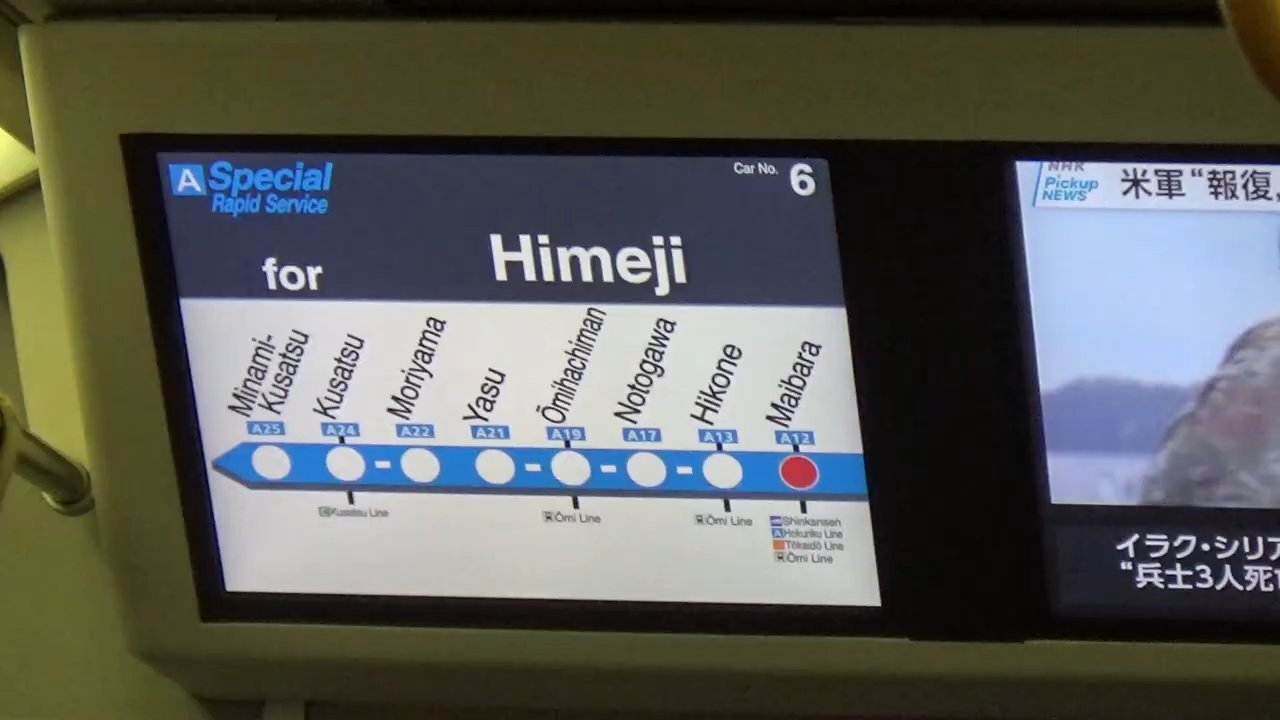 A Special
Rapid Service
Car No. 6
for Himeji
Minami-
Kusatsu
Kusatsu
Moriyama
Yasu
Ōmihachiman
Notogawa
Hikone
Maibara
A25 A24 A22 A21 A19 A17 A13 A12
C Kusatsu Line
Ōmi Line
Ōmi Line
Shinkansen
A Hokuriku Line
Tōkaidō Line
Ōmi Line
NHK
Pickup
NEWS
米軍“報復
イラク・シリア
“兵士3人死